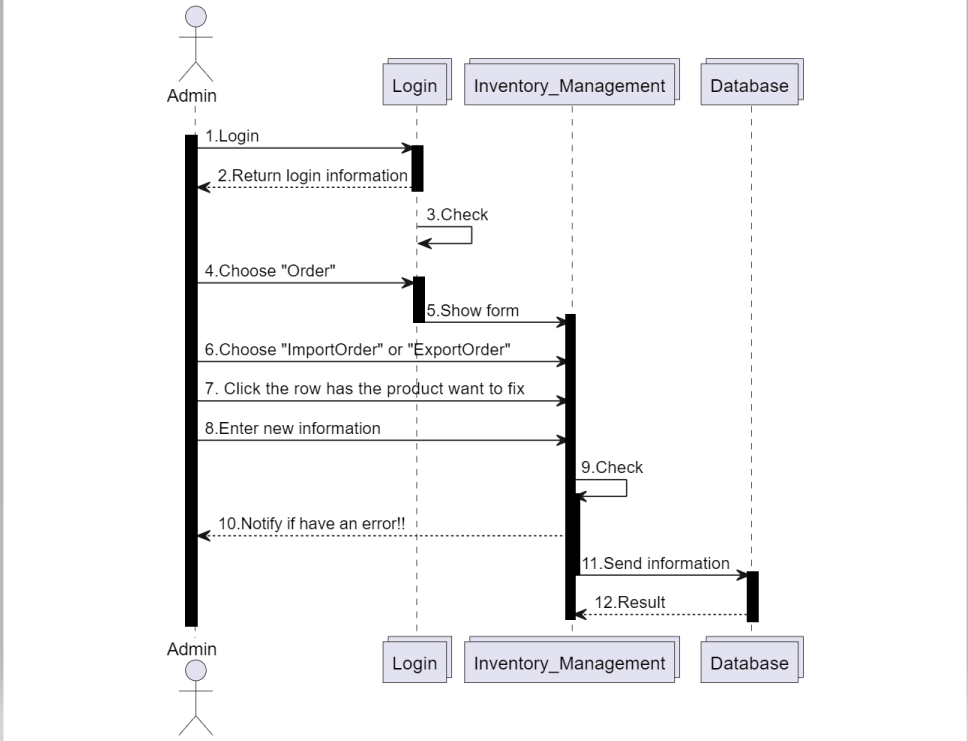 Admin
Login
Inventory_Management
Database
1.Login
2.Return login information
3.Check
4.Choose "Order"
5.Show form
6.Choose "ImportOrder" or "ExportOrder"
7. Click the row has the product want to fix
8.Enter new information
9.Check
10.Notify if have an error!!
11.Send information
12.Result
Admin
Login
Inventory_Management
Database